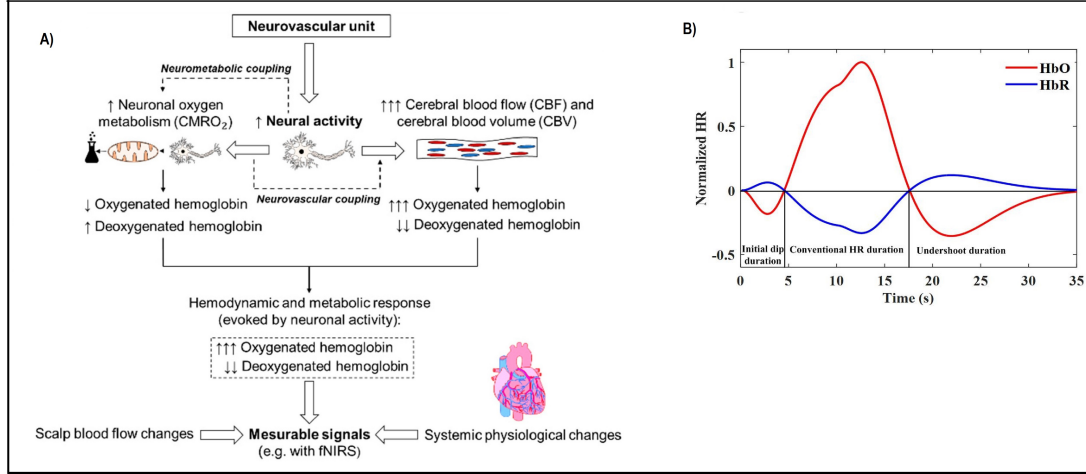 A)
Neurovascular unit
Neurometabolic coupling
↑ Neuronal oxygen
metabolism (CMRO₂)
↑ Neural activity
↑↑↑ Cerebral blood flow (CBF) and
cerebral blood volume (CBV)
Neurovascular coupling
↓ Oxygenated hemoglobin
↑ Deoxygenated hemoglobin
↑↑↑ Oxygenated hemoglobin
↓↓ Deoxygenated hemoglobin
Hemodynamic and metabolic response
(evoked by neuronal activity):
↑↑↑ Oxygenated hemoglobin
↓↓ Deoxygenated hemoglobin
Scalp blood flow changes
Mesurable signals
(e.g. with fNIRS)
Systemic physiological changes
B)
HbO
HbR
Normalized HR
1
0.5
0
-0.5
Initial dip
duration
Conventional HR duration
Undershoot duration
0 5 10 15 20 25 30 35
Time (s)